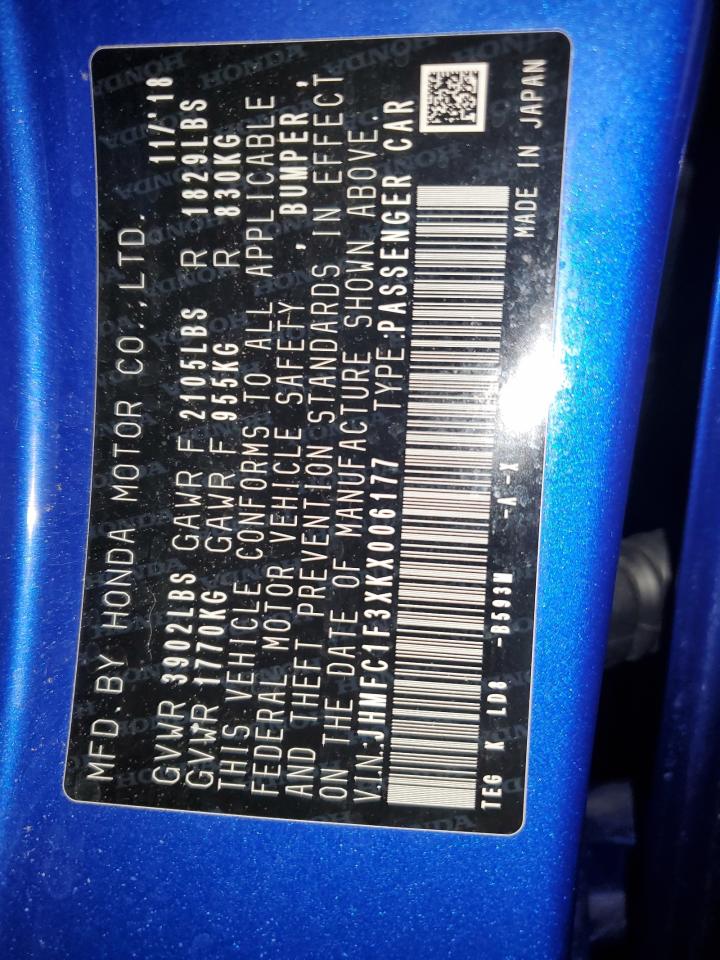 MFD.BY HONDA MOTOR CO.,LTD. 11/'18
GVWR 3902LBS GAWR F 2105LBS R 1829LBS
GVWR 1770KG GAWR F 955KG R 830KG
THIS VEHICLE CONFORMS TO ALL APPLICABLE
FEDERAL MOTOR VEHICLE SAFETY , BUMPER ,
AND THEFT PREVENTION STANDARDS IN EFFECT
ON THE DATE OF MANUFACTURE SHOWN ABOVE.
V.I.N.:JHMFC1F3XKX006177 TYPE:PASSENGER CAR
TEG K LD8 -B593M -A -X MADE IN JAPAN